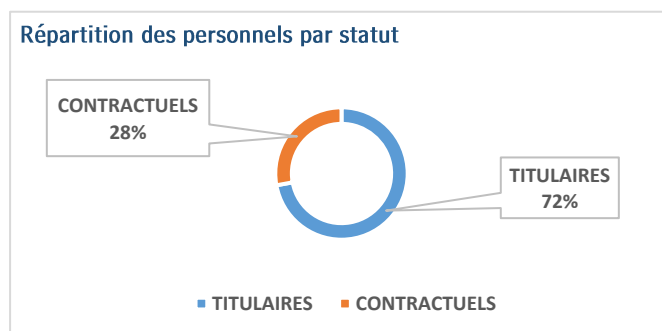 Répartition des personnels par statut
CONTRACTUELS
28%
TITULAIRES
72%
TITULAIRES
CONTRACTUELS